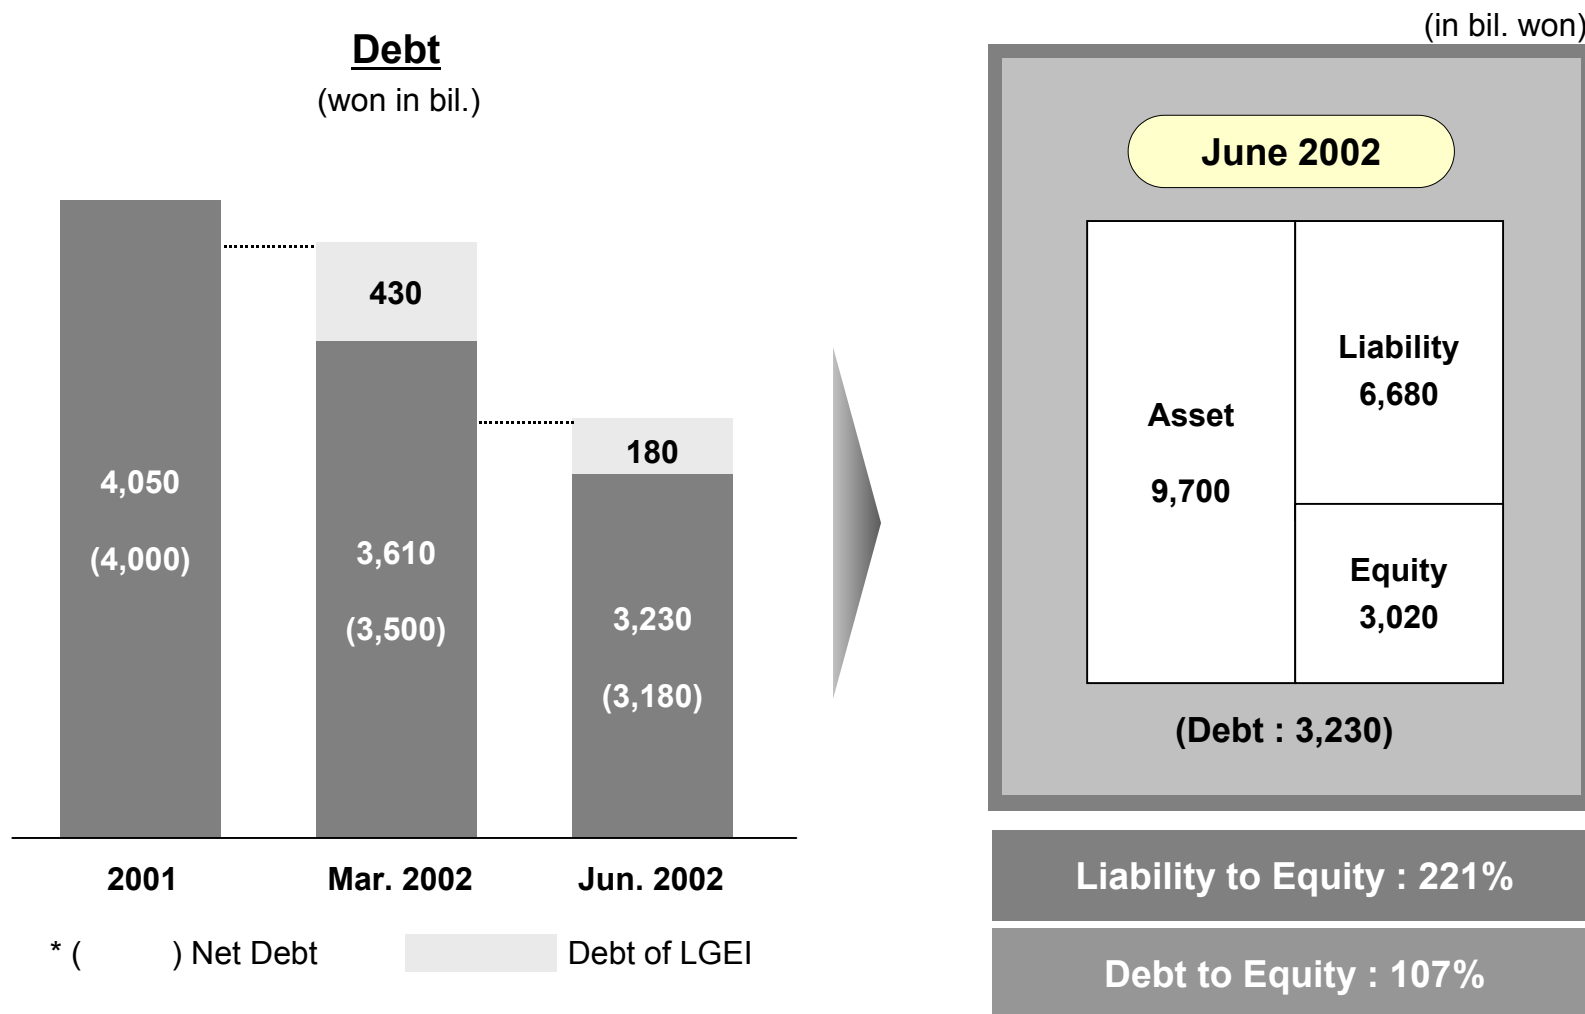 Debt
(won in bil.)
4,050
(4,000)
430
3,610
(3,500)
180
3,230
(3,180)
2001
Mar. 2002
Jun. 2002
* ( ) Net Debt
Debt of LGEI
(in bil. won)
June 2002
Asset
9,700
Liability
6,680
Equity
3,020
(Debt : 3,230)
Liability to Equity : 221%
Debt to Equity : 107%